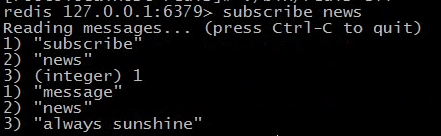 redis 127.0.0.1:6379> subscribe news
Reading messages... (press Ctrl-C to quit)
1) "subscribe"
2) "news"
3) (integer) 1
1) "message"
2) "news"
3) "always sunshine"